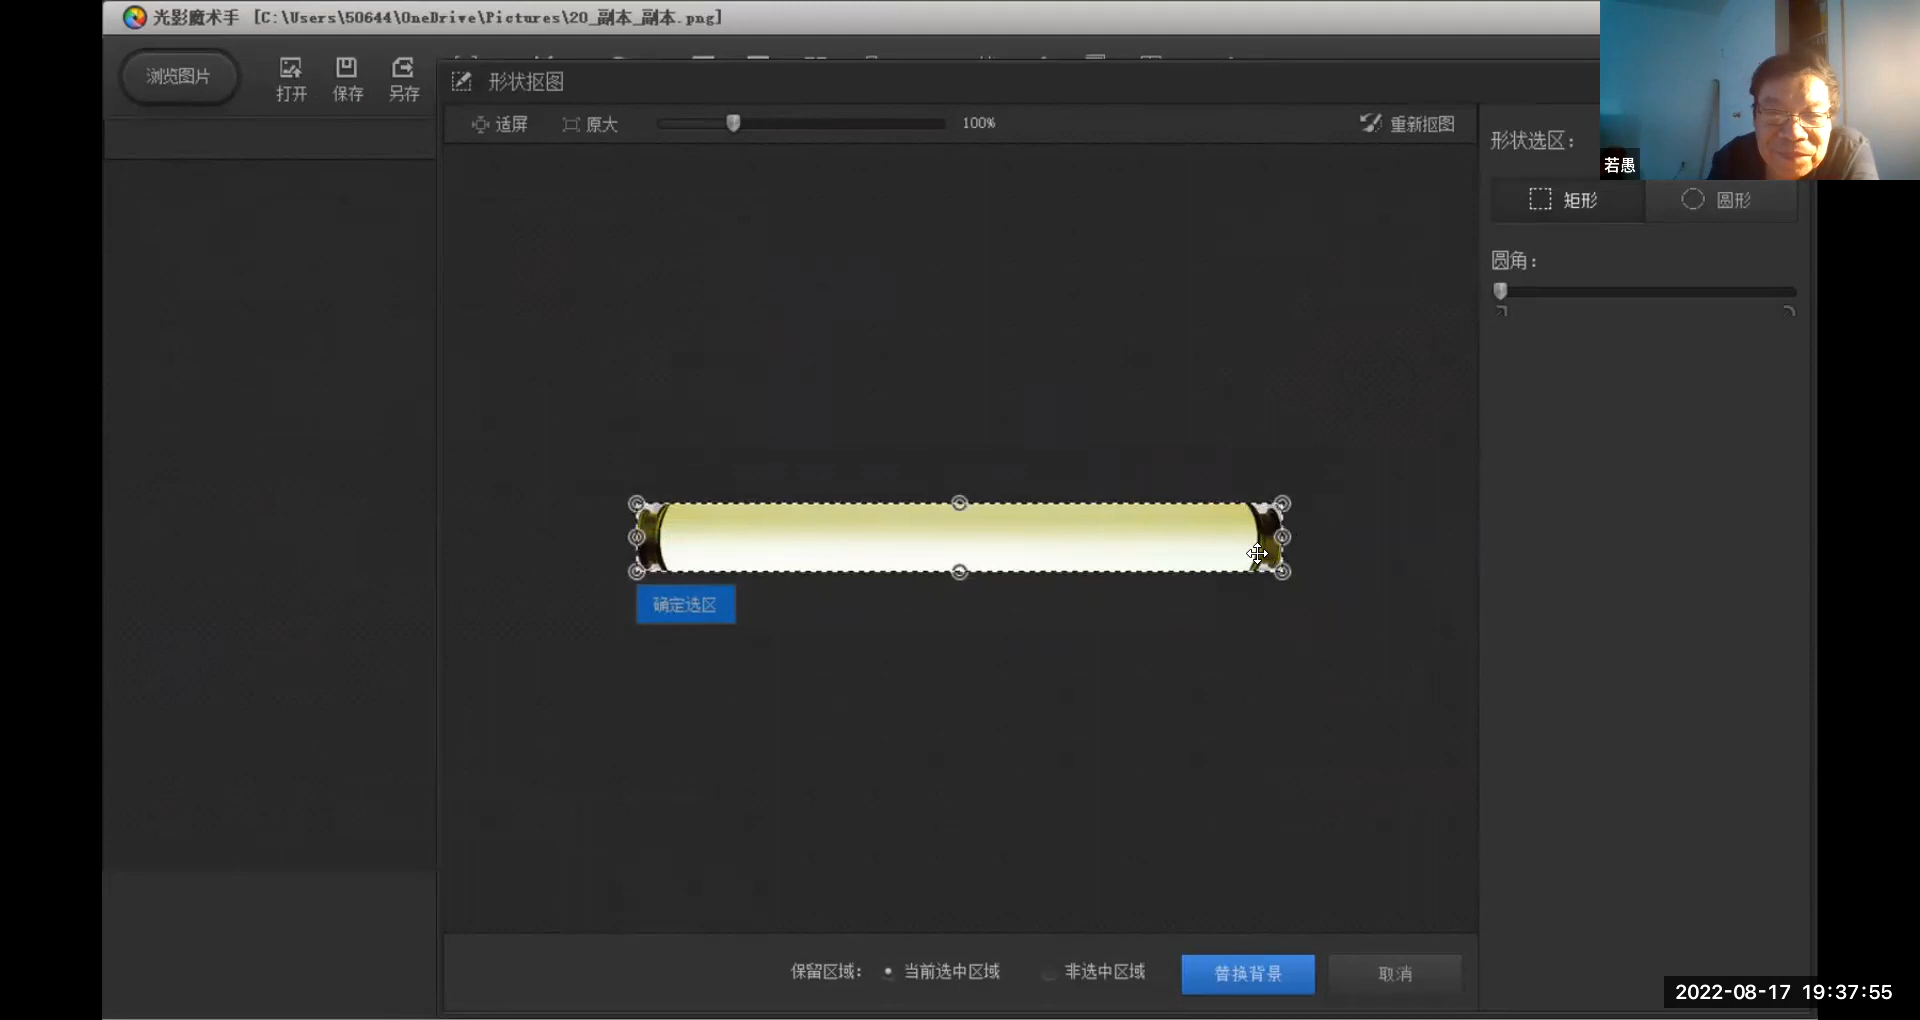 光影魔术手 [C:\Users\50644\OneDrive\Pictures\20_副本_副本.png]
浏览图片
打开
保存
另存
形状抠图
适屏
原大
100%
重新抠图
形状选区：
若愚
矩形
圆形
圆角：
确定选区
保留区域：
当前选中区域
非选中区域
替换背景
取消
2022-08-17 19:37:55